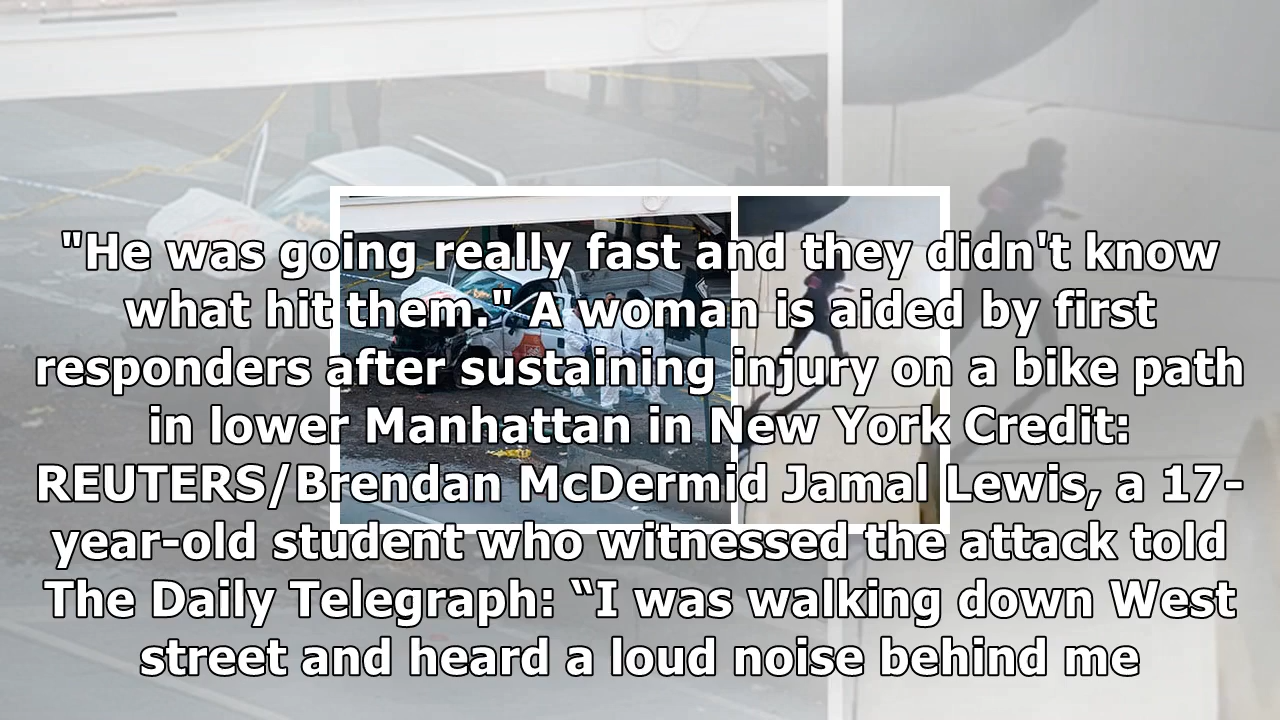 "He was going really fast and they didn't know
what hit them." A woman is aided by first
responders after sustaining injury on a bike path
in lower Manhattan in New York Credit:
REUTERS/Brendan McDermid Jamal Lewis, a 17-
year-old student who witnessed the attack told
The Daily Telegraph: “I was walking down West
street and heard a loud noise behind me